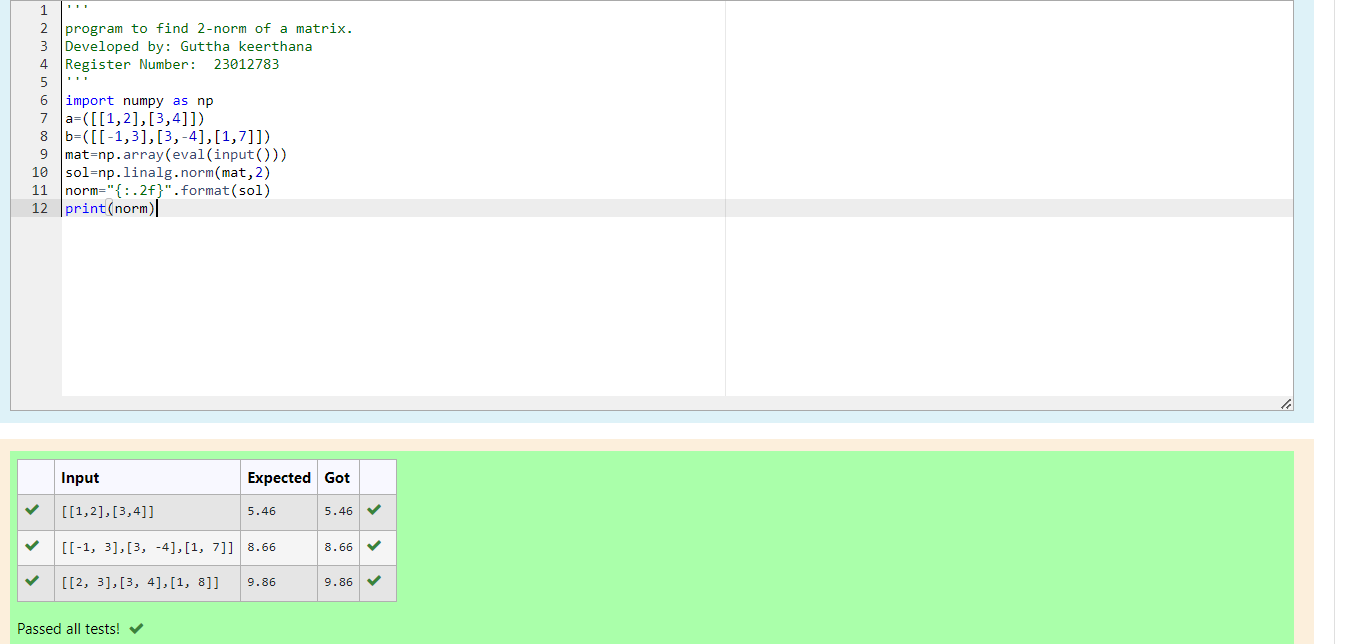 1 '''
2 program to find 2-norm of a matrix.
3 Developed by: Guttha keerthana
4 Register Number:  23012783
5 '''
6 import numpy as np
7 a=([[1,2],[3,4]])
8 b=([[-1,3],[3,-4],[1,7]])
9 mat=np.array(eval(input()))
10 sol=np.linalg.norm(mat,2)
11 norm="{:.2f}".format(sol)
12 print(norm)
Input Expected Got
[[1,2],[3,4]] 5.46 5.46
[[-1, 3],[3, -4],[1, 7]] 8.66 8.66
[[2, 3],[3, 4],[1, 8]] 9.86 9.86
Passed all tests!